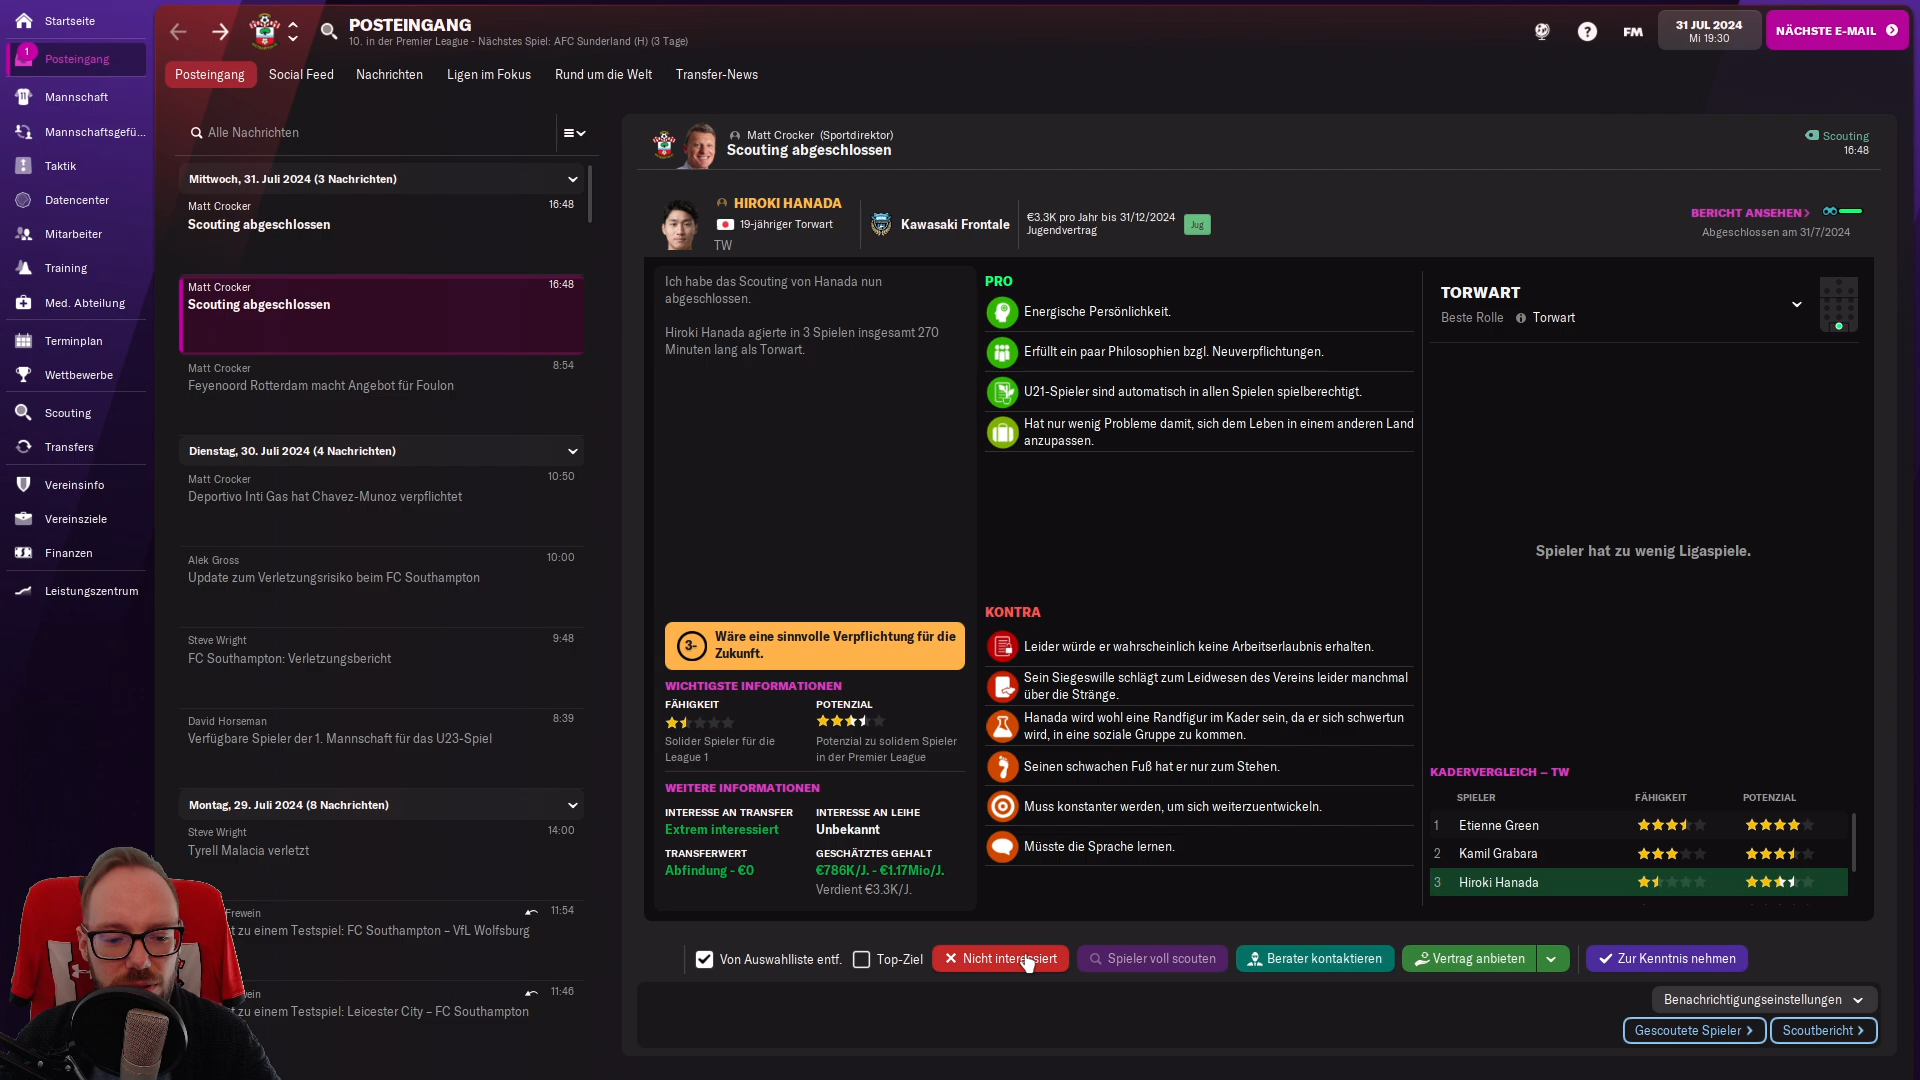 Startseite
1
Posteingang
Mannschaft
Mannschaftsgefü...
Taktik
Datencenter
Mitarbeiter
Training
Med. Abteilung
Terminplan
Wettbewerbe
Scouting
Transfers
Vereinsinfo
Vereinsziele
Finanzen
Leistungszentrum
POSTEINGANG
10. in der Premier League - Nächstes Spiel: AFC Sunderland (H) (3 Tage)
FM
31 JUL 2024
Mi 19:30
NÄCHSTE E-MAIL
Posteingang
Social Feed
Nachrichten
Ligen im Fokus
Rund um die Welt
Transfer-News
Alle Nachrichten
Mittwoch, 31. Juli 2024 (3 Nachrichten)
Matt Crocker 16:48
Scouting abgeschlossen
Matt Crocker 16:48
Scouting abgeschlossen
Matt Crocker 8:54
Feyenoord Rotterdam macht Angebot für Foulon
Dienstag, 30. Juli 2024 (4 Nachrichten)
Matt Crocker 10:50
Deportivo Inti Gas hat Chavez-Munoz verpflichtet
Alek Gross 10:00
Update zum Verletzungsrisiko beim FC Southampton
Steve Wright 9:48
FC Southampton: Verletzungsbericht
David Horseman 8:39
Verfügbare Spieler der 1. Mannschaft für das U23-Spiel
Montag, 29. Juli 2024 (8 Nachrichten)
Steve Wright 14:00
Tyrell Malacia verletzt
Frewein 11:54
t zu einem Testspiel: FC Southampton – VfL Wolfsburg
wein 11:46
t zu einem Testspiel: Leicester City – FC Southampton
Matt Crocker (Sportdirektor)
Scouting abgeschlossen
Scouting
16:48
HIROKI HANADA
19-jähriger Torwart
TW
Kawasaki Frontale
€3.3K pro Jahr bis 31/12/2024
Jugendvertrag
Jug
BERICHT ANSEHEN
Abgeschlossen am 31/7/2024
Ich habe das Scouting von Hanada nun
abgeschlossen.
Hiroki Hanada agierte in 3 Spielen insgesamt 270
Minuten lang als Torwart.
3-
Wäre eine sinnvolle Verpflichtung für die
Zukunft.
WICHTIGSTE INFORMATIONEN
FÄHIGKEIT POTENZIAL
Solider Spieler für die
League 1
Potenzial zu solidem Spieler
in der Premier League
WEITERE INFORMATIONEN
INTERESSE AN TRANSFER INTERESSE AN LEIHE
Extrem interessiert Unbekannt
TRANSFERWERT GESCHÄTZTES GEHALT
Abfindung - €0 €786K/J. - €1.17Mio/J.
Verdient €3.3K/J.
PRO
Energische Persönlichkeit.
Erfüllt ein paar Philosophien bzgl. Neuverpflichtungen.
U21-Spieler sind automatisch in allen Spielen spielberechtigt.
Hat nur wenig Probleme damit, sich dem Leben in einem anderen Land
anzupassen.
KONTRA
Leider würde er wahrscheinlich keine Arbeitserlaubnis erhalten.
Sein Siegeswille schlägt zum Leidwesen des Vereins leider manchmal
über die Stränge.
Hanada wird wohl eine Randfigur im Kader sein, da er sich schwertun
wird, in eine soziale Gruppe zu kommen.
Seinen schwachen Fuß hat er nur zum Stehen.
Muss konstanter werden, um sich weiterzuentwickeln.
Müsste die Sprache lernen.
TORWART
Beste Rolle Torwart
Spieler hat zu wenig Ligaspiele.
KADERVERGLEICH – TW
SPIELER FÄHIGKEIT POTENZIAL
1 Etienne Green
2 Kamil Grabara
3 Hiroki Hanada
Von Auswahlliste entf.
Top-Ziel
Nicht interessiert
Spieler voll scouten
Berater kontaktieren
Vertrag anbieten
Zur Kenntnis nehmen
Benachrichtigungseinstellungen
Gescoutete Spieler
Scoutbericht